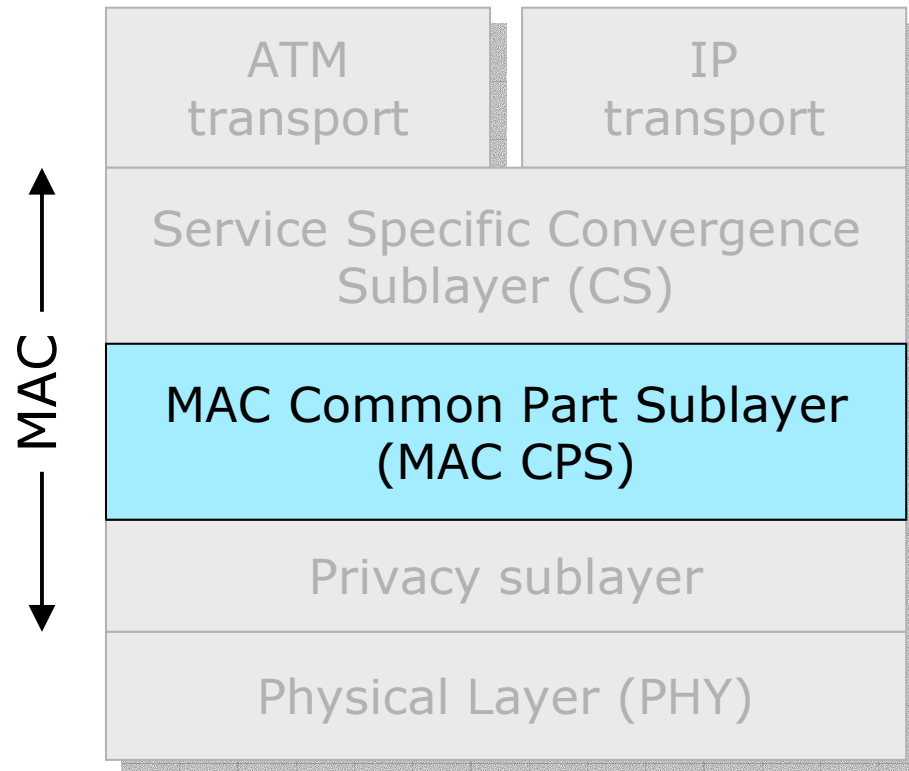 ATM
transport
IP
transport
Service Specific Convergence
Sublayer (CS)
MAC
MAC Common Part Sublayer
(MAC CPS)
Privacy sublayer
Physical Layer (PHY)